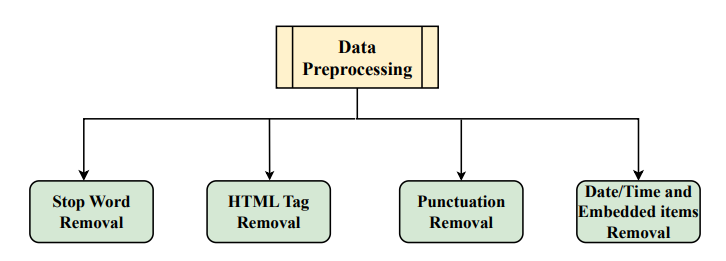 Data
Preprocessing
Stop Word
Removal
HTML Tag
Removal
Punctuation
Removal
Date/Time and
Embedded items
Removal